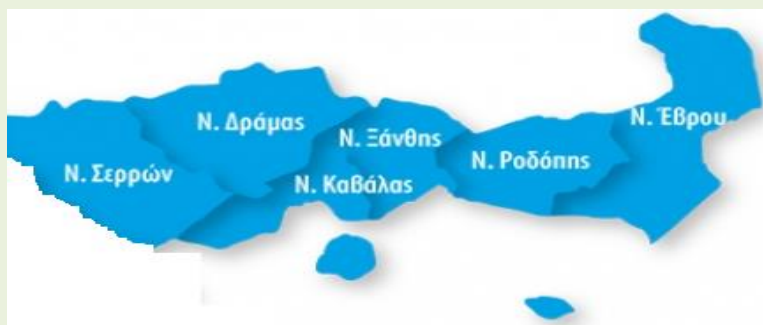 Ν. Δράμας
Ν. Ξάνθης
Ν. Έβρου
Ν. Σερρών
Ν. Καβάλας
Ν. Ροδόπης